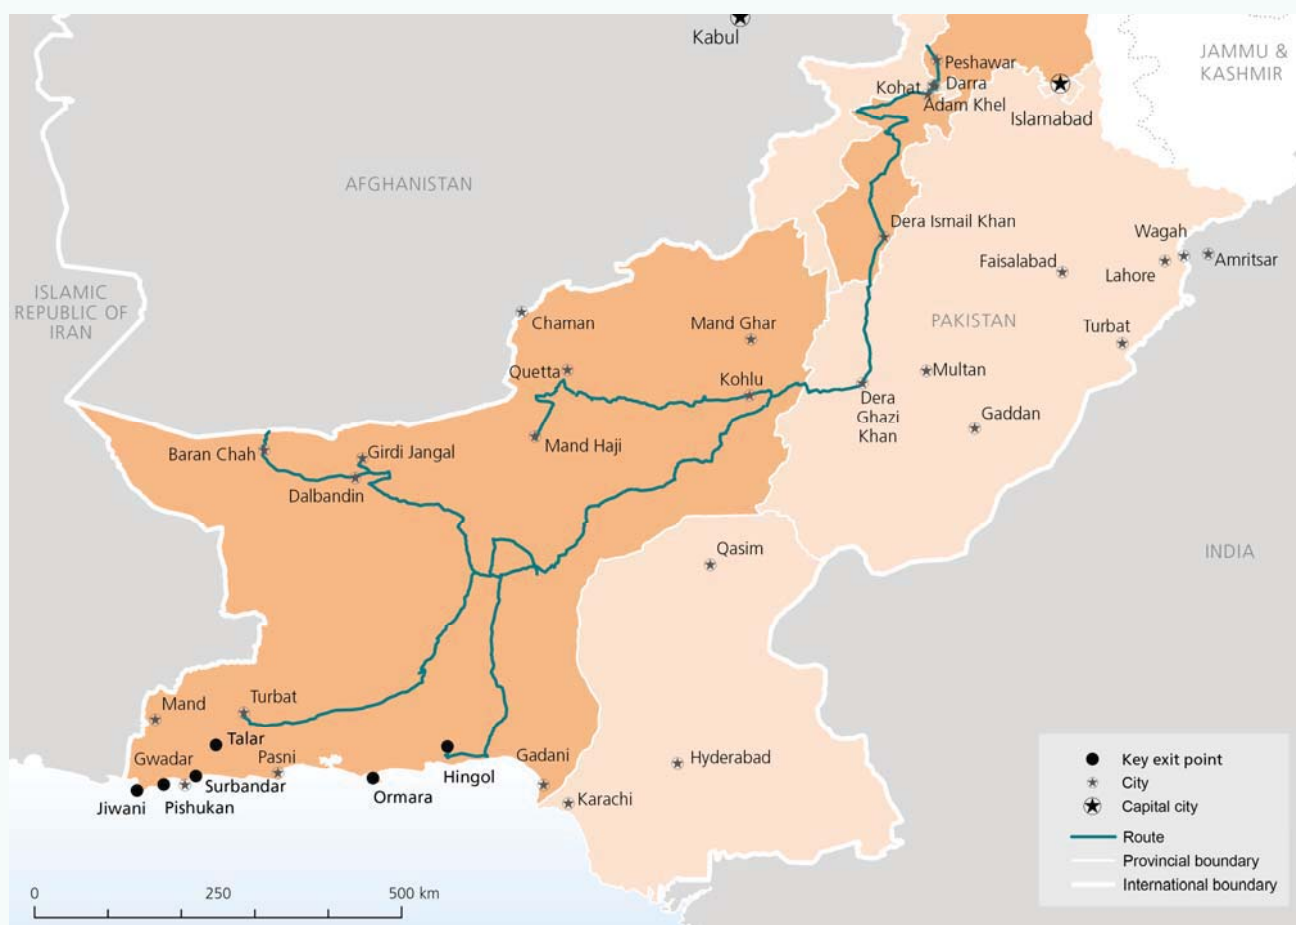 Kabul
JAMMU &
KASHMIR
Peshawar
Kohat
Darra
Adam Khel
Islamabad
AFGHANISTAN
Dera Ismail Khan
Wagah
Amritsar
Faisalabad
Lahore
ISLAMIC
REPUBLIC OF
IRAN
Chaman
Mand Ghar
PAKISTAN
Turbat
Quetta
Kohlu
Multan
Dera
Ghazi
Khan
Gaddan
Mand Haji
Baran Chah
Girdi Jangal
Dalbandin
Qasim
INDIA
Mand
Turbat
Talar
Gwadar
Pasni
Hingol
Gadani
Hyderabad
Surbandar
Jiwani
Pishukan
Ormara
Karachi
Key exit point
City
Capital city
Route
Provincial boundary
International boundary
0 250 500 km